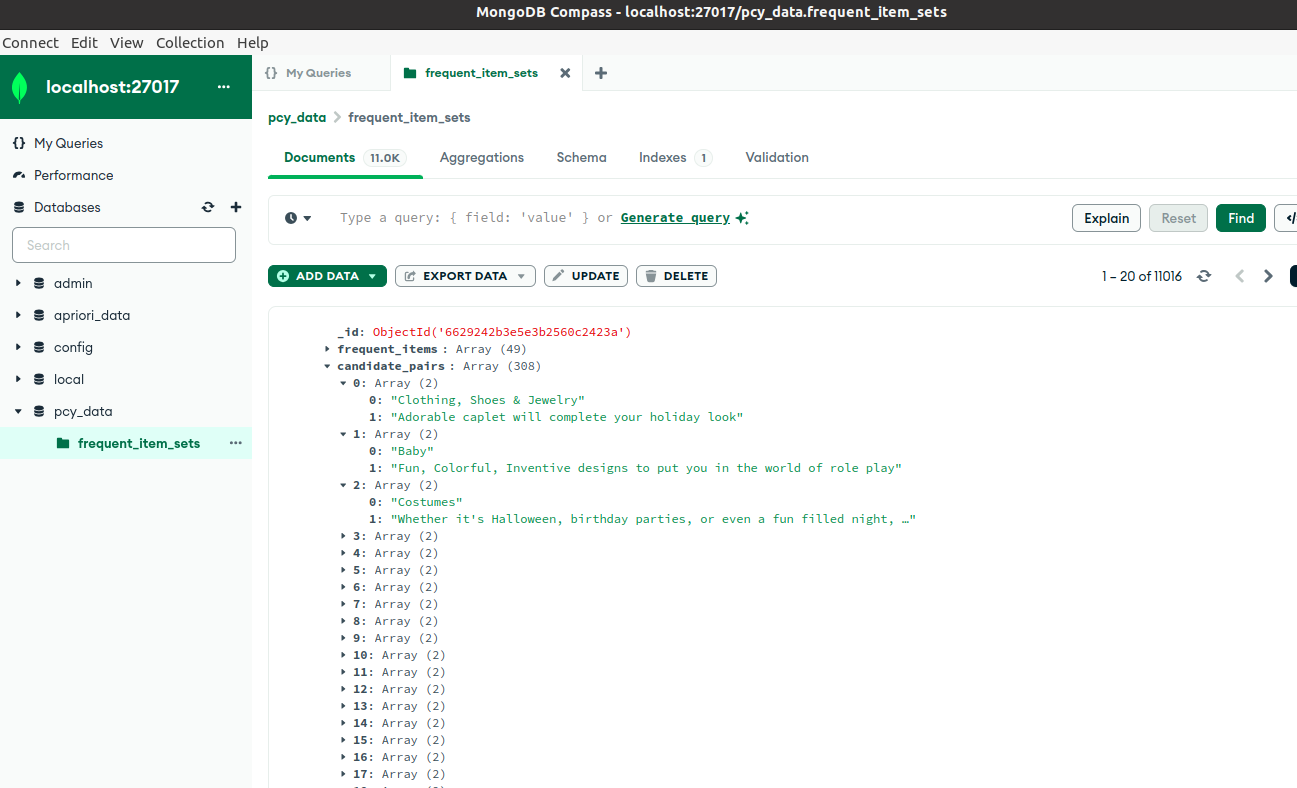 MongoDB Compass - localhost:27017/pcy_data.frequent_item_sets
Connect Edit View Collection Help
localhost:27017 ...
{} My Queries
frequent_item_sets
pcy_data > frequent_item_sets
My Queries
Performance
Databases
Search
admin
apriori_data
config
local
pcy_data
frequent_item_sets ...
Documents 11.0K Aggregations Schema Indexes 1 Validation
Type a query: { field: 'value' } or Generate query
Explain Reset Find </
ADD DATA EXPORT DATA UPDATE DELETE
1 – 20 of 11016
_id: ObjectId('6629242b3e5e3b2560c2423a')
frequent_items : Array (49)
candidate_pairs : Array (308)
0: Array (2)
0: "Clothing, Shoes & Jewelry"
1: "Adorable caplet will complete your holiday look"
1: Array (2)
0: "Baby"
1: "Fun, Colorful, Inventive designs to put you in the world of role play"
2: Array (2)
0: "Costumes"
1: "Whether it's Halloween, birthday parties, or even a fun filled night, …"
3: Array (2)
4: Array (2)
5: Array (2)
6: Array (2)
7: Array (2)
8: Array (2)
9: Array (2)
10: Array (2)
11: Array (2)
12: Array (2)
13: Array (2)
14: Array (2)
15: Array (2)
16: Array (2)
17: Array (2)